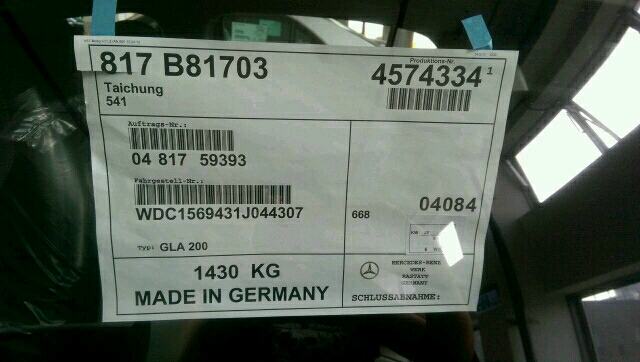 817 B81703
Taichung
541
Produktions-Nr.
4574334 1
Auftrags-Nr.:
04 817 59393
Fahrgestell-Nr.:
WDC1569431J044307
Typ: GLA 200
668
04084
1430 KG
MADE IN GERMANY
MERCEDES-BENZ
WERK
RASTATT
GERMANY
SCHLUSSABNAHME: